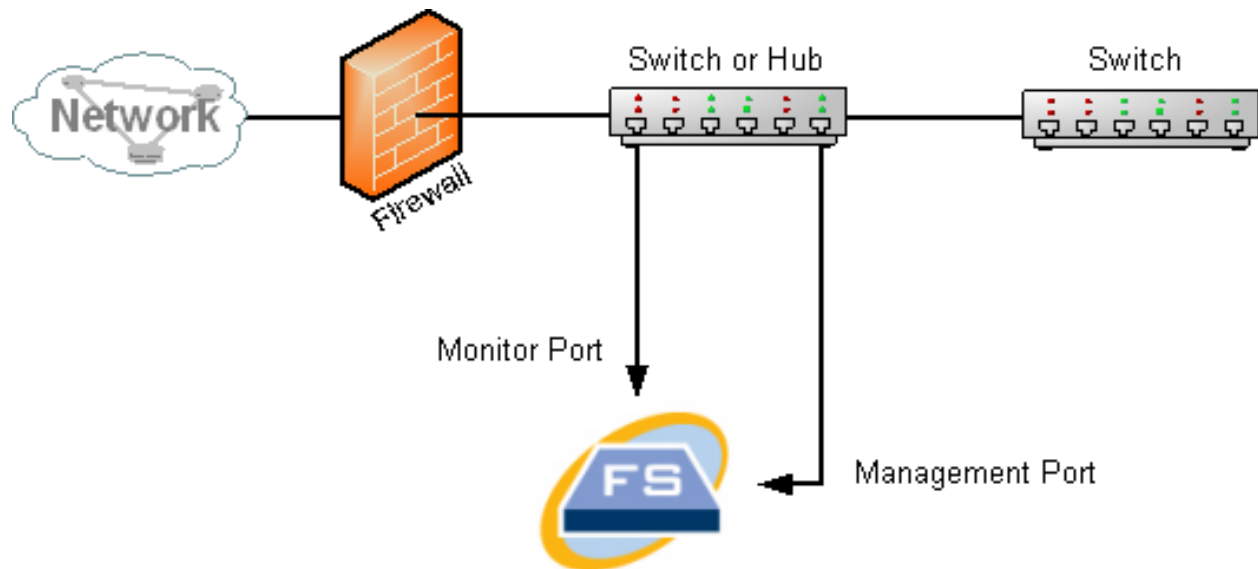 Network
Firewall
Switch or Hub
Switch
Monitor Port
FS
Management Port